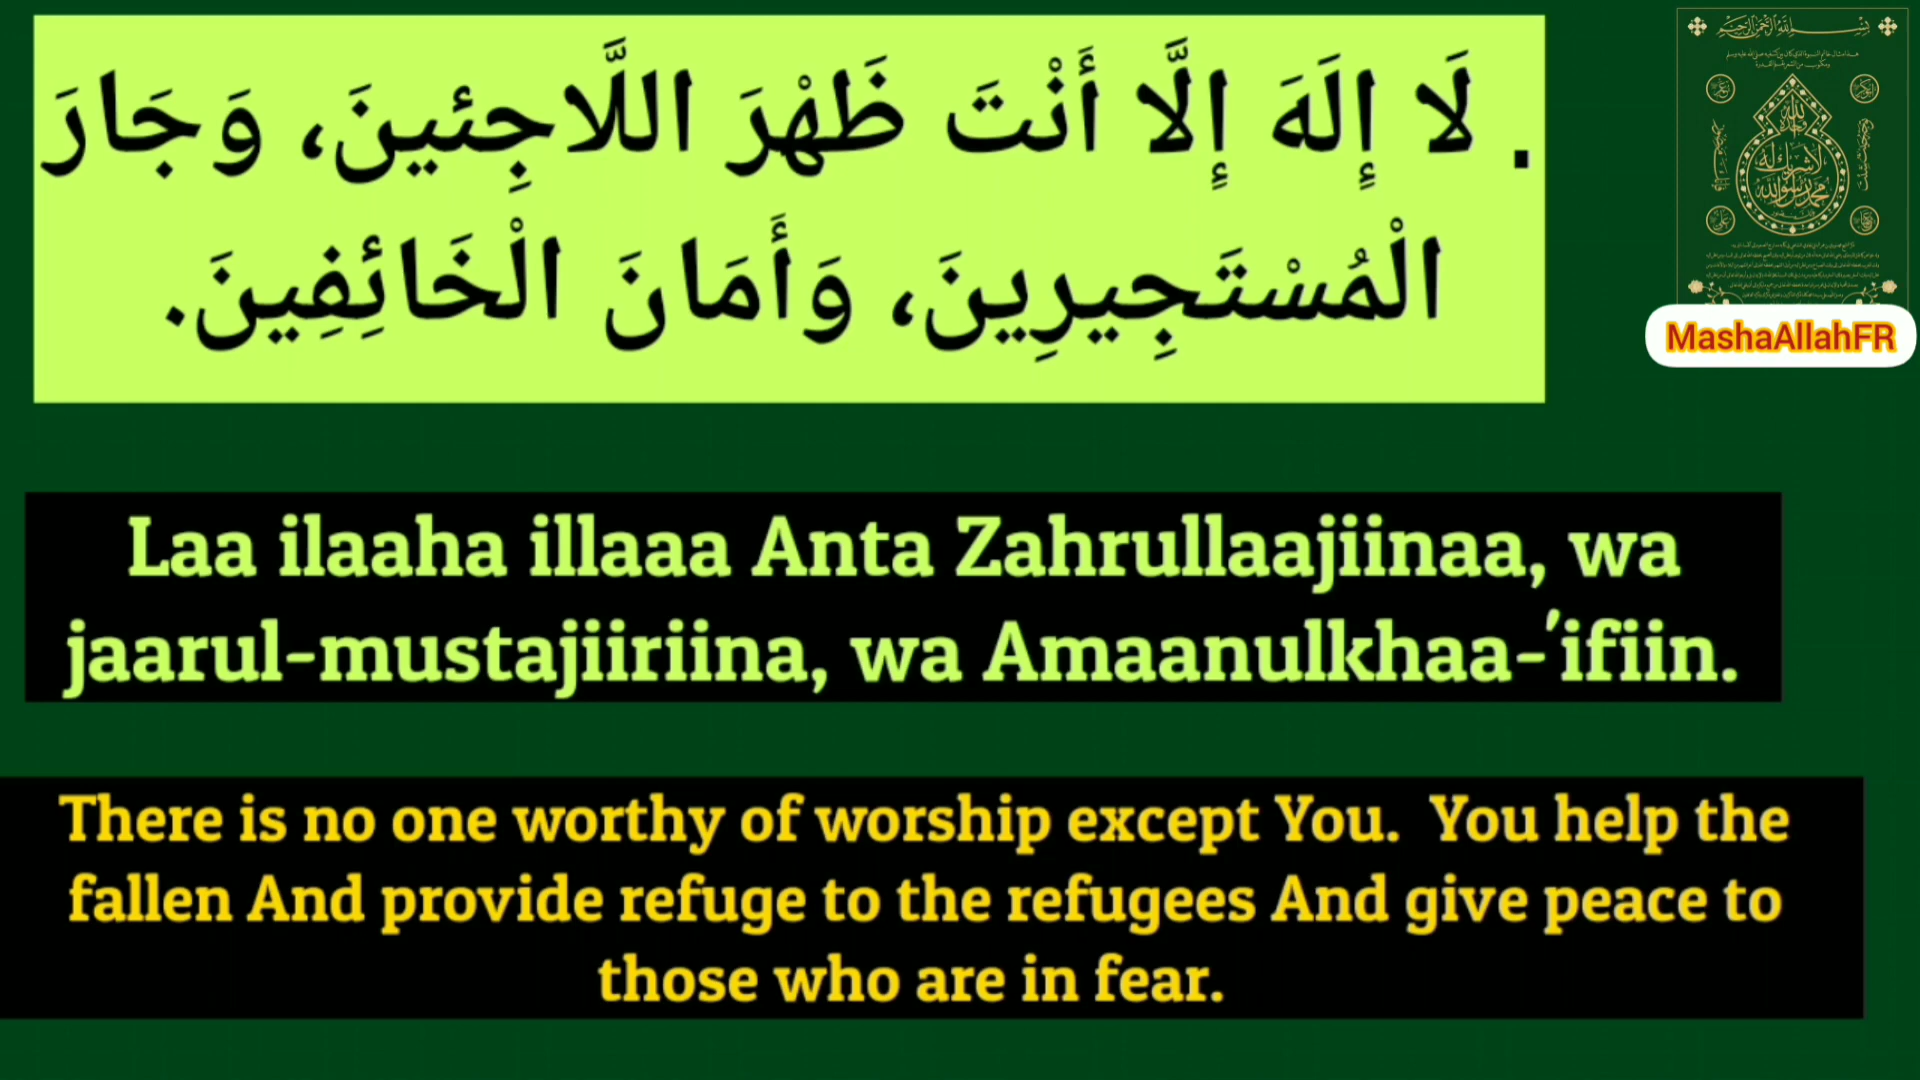 . لَا إِلَهَ إِلَّا أَنْتَ ظَهْرَ اللَّاجِئينَ، وَجَارَ
الْمُسْتَجِيرِينَ، وَأَمَانَ الْخَائِفِينَ.
MashaAllahFR
Laa ilaaha illaaa Anta Zahrullaajiinaa, wa
jaarul-mustajiiriina, wa Amaanulkhaa-'ifiin.
There is no one worthy of worship except You. You help the
fallen And provide refuge to the refugees And give peace to
those who are in fear.